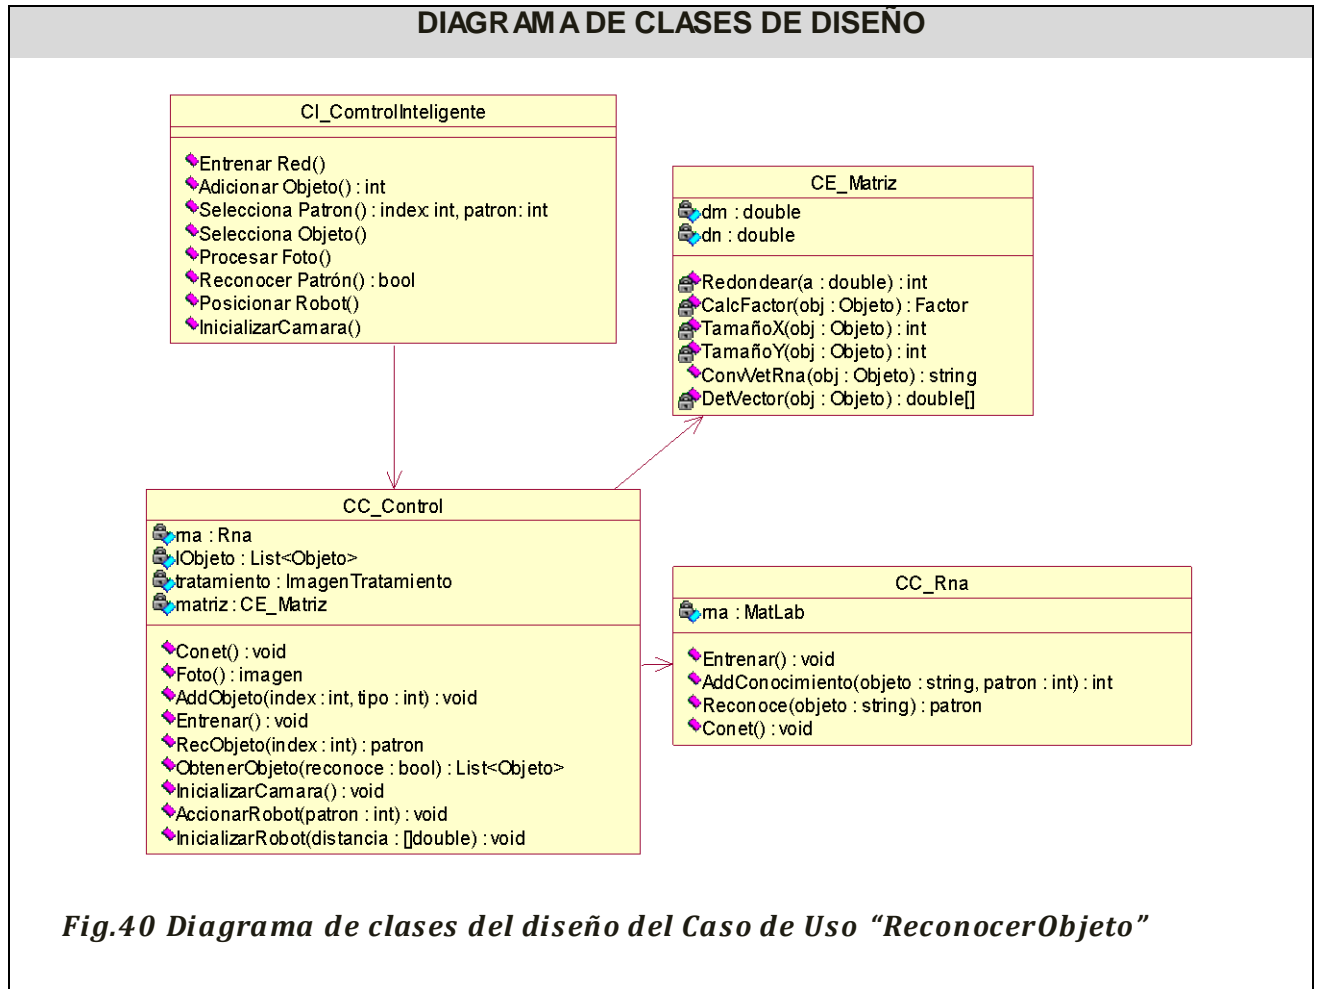 DIAGRAMA DE CLASES DE DISEÑO
CI_ComtrolInteligente
Entrenar Red()
Adicionar Objeto() : int
Selecciona Patron() : index: int, patron: int
Selecciona Objeto()
Procesar Foto()
Reconocer Patrón() : bool
Posicionar Robot()
InicializarCamara()
CE_Matriz
dm : double
dn : double
Redondear(a : double) : int
CalcFactor(obj : Objeto) : Factor
TamañoX(obj : Objeto) : int
TamañoY(obj : Objeto) : int
ConvVetRna(obj : Objeto) : string
DetVector(obj : Objeto) : double[]
CC_Control
rna : Rna
lObjeto : List<Objeto>
tratamiento : ImagenTratamiento
matriz : CE_Matriz
Conet() : void
Foto() : imagen
AddObjeto(index : int, tipo : int) : void
Entrenar() : void
RecObjeto(index : int) : patron
ObtenerObjeto(reconoce : bool) : List<Objeto>
InicializarCamara() : void
AccionarRobot(patron : int) : void
InicializarRobot(distancia : []double) : void
CC_Rna
rna : MatLab
Entrenar() : void
AddConocimiento(objeto : string, patron : int) : int
Reconoce(objeto : string) : patron
Conet() : void
Fig.40 Diagrama de clases del diseño del Caso de Uso “ReconocerObjeto”